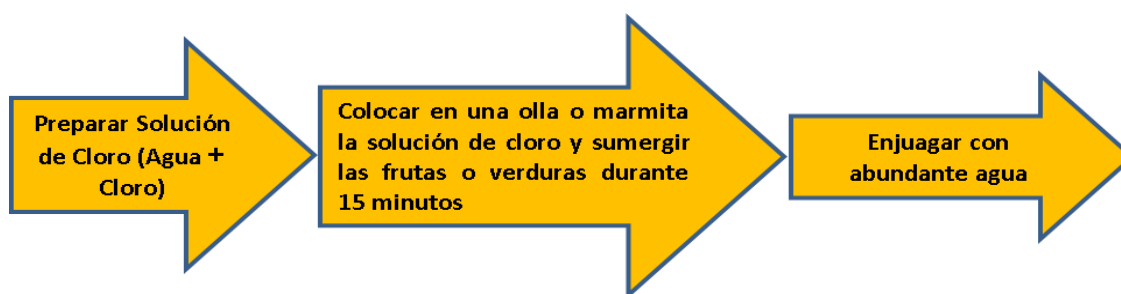 Preparar Solución
de Cloro (Agua +
Cloro)
Colocar en una olla o marmita
la solución de cloro y sumergir
las frutas o verduras durante
15 minutos
Enjuagar con
abundante agua